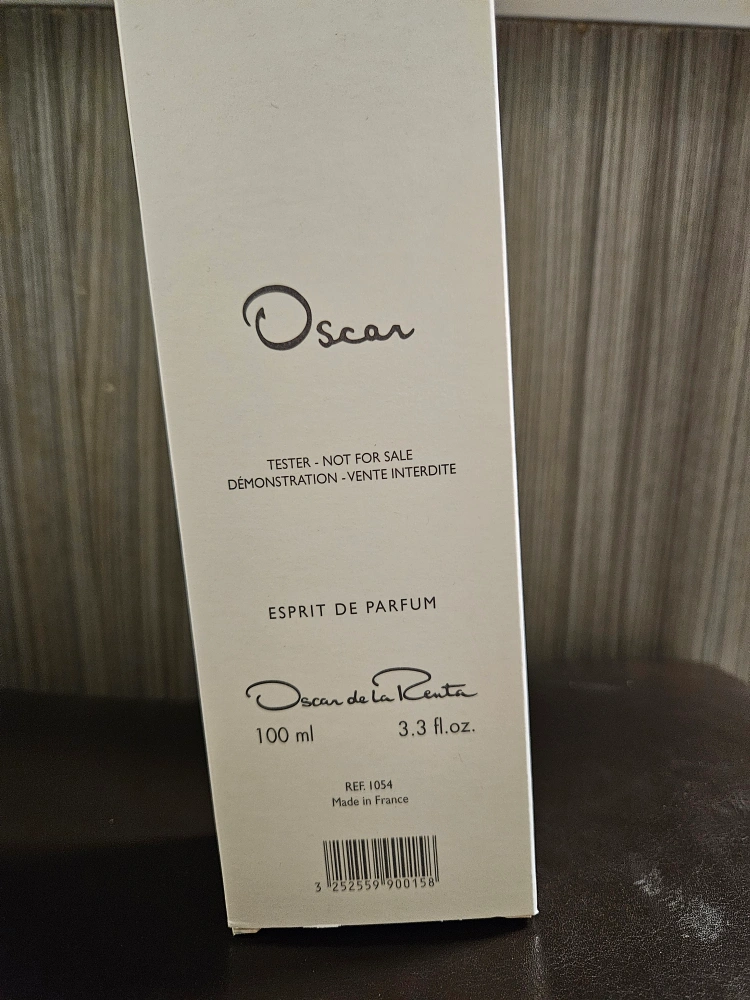 Oscar
TESTER - NOT FOR SALE
DÉMONSTRATION - VENTE INTERDITE
ESPRIT DE PARFUM
Oscar de la Renta
100 ml 3.3 fl.oz.
REF. 1054
Made in France
3 252559 900158